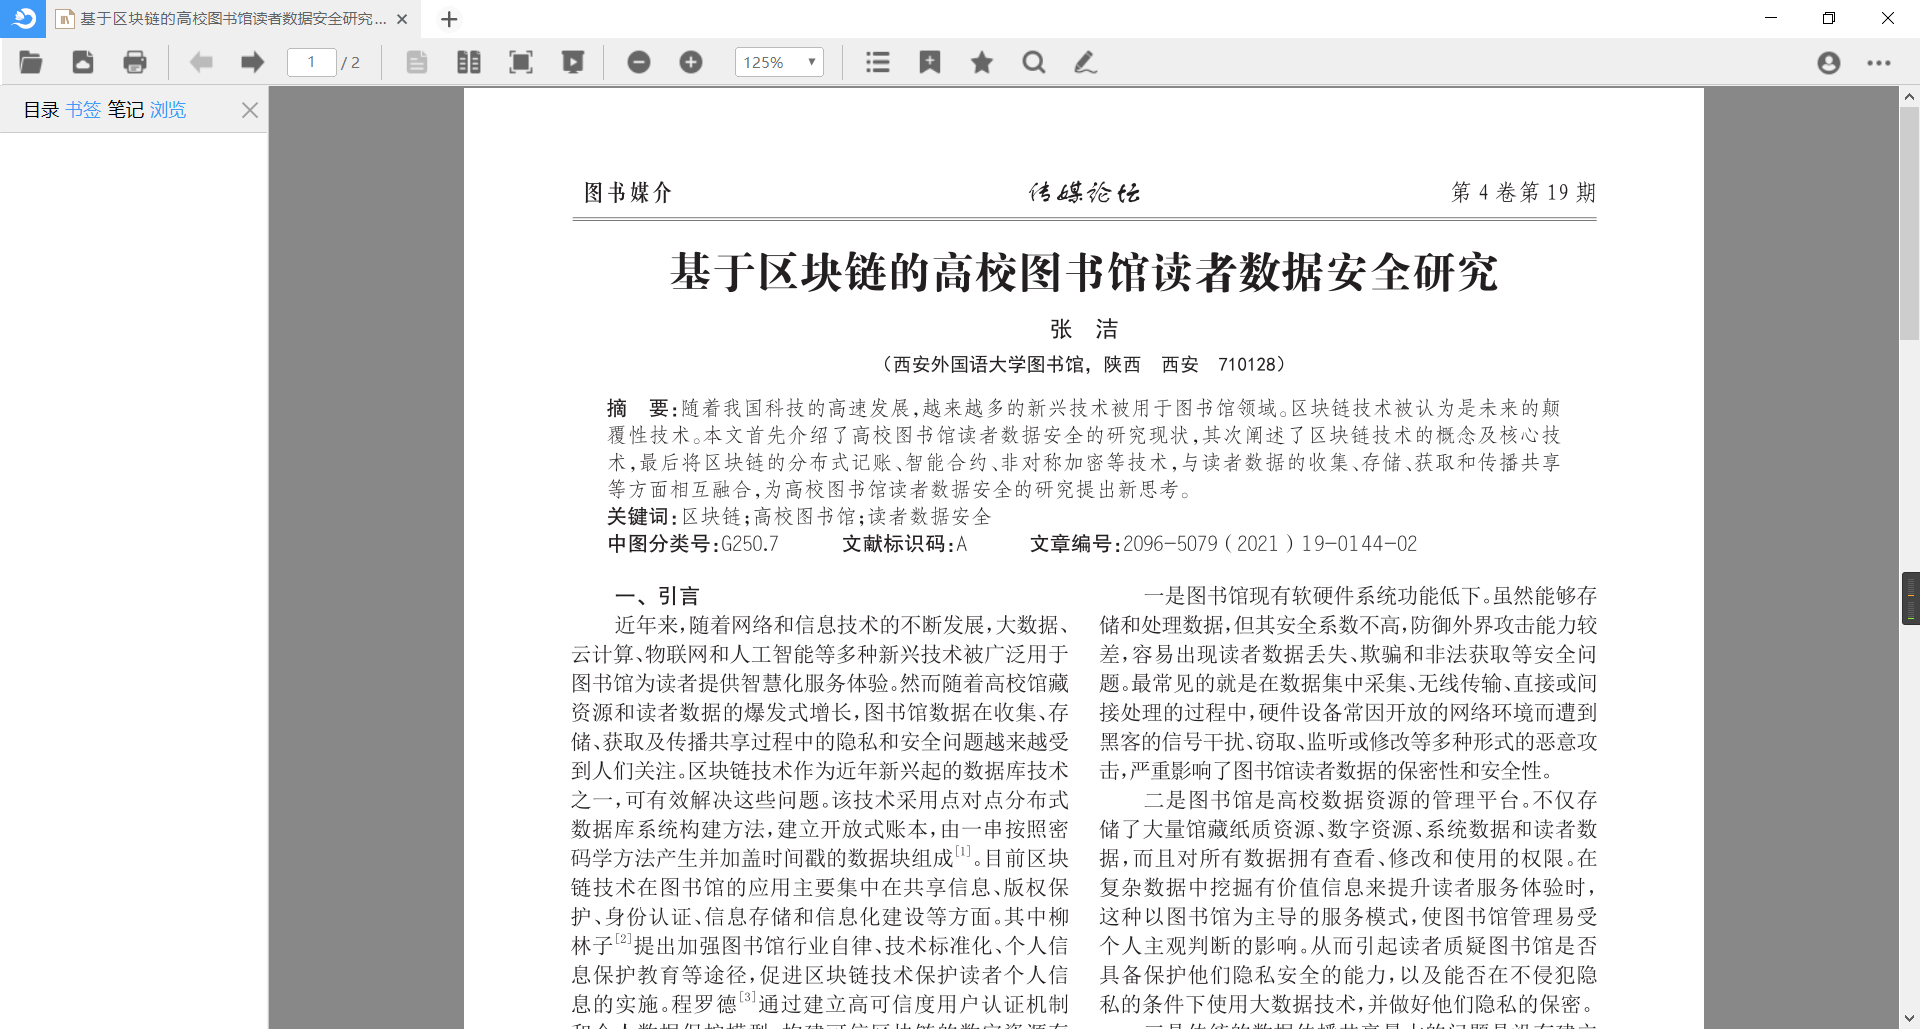 基于区块链的高校图书馆读者数据安全研究...
1 / 2
125%
目录 书签 笔记 浏览
图书媒介 传媒论坛 第 4 卷第 19 期
基于区块链的高校图书馆读者数据安全研究
张 洁
（西安外国语大学图书馆，陕西 西安 710128）
摘 要：随着我国科技的高速发展，越来越多的新兴技术被用于图书馆领域。区块链技术被认为是未来的颠
覆性技术。本文首先介绍了高校图书馆读者数据安全的研究现状，其次阐述了区块链技术的概念及核心技
术，最后将区块链的分布式记账、智能合约、非对称加密等技术，与读者数据的收集、存储、获取和传播共享
等方面相互融合，为高校图书馆读者数据安全的研究提出新思考。
关键词：区块链；高校图书馆；读者数据安全
中图分类号：G250.7 文献标识码：A 文章编号：2096-5079（2021）19-0144-02
一、引言
近年来，随着网络和信息技术的不断发展，大数据、
云计算、物联网和人工智能等多种新兴技术被广泛用于
图书馆为读者提供智慧化服务体验。然而随着高校馆藏
资源和读者数据的爆发式增长，图书馆数据在收集、存
储、获取及传播共享过程中的隐私和安全问题越来越受
到人们关注。区块链技术作为近年新兴起的数据库技术
之一，可有效解决这些问题。该技术采用点对点分布式
数据库系统构建方法，建立开放式账本，由一串按照密
码学方法产生并加盖时间戳的数据块组成[1]。目前区块
链技术在图书馆的应用主要集中在共享信息、版权保
护、身份认证、信息存储和信息化建设等方面。其中柳
林子[2]提出加强图书馆行业自律、技术标准化、个人信
息保护教育等途径，促进区块链技术保护读者个人信
息的实施。程罗德[3]通过建立高可信度用户认证机制
一是图书馆现有软硬件系统功能低下。虽然能够存
储和处理数据，但其安全系数不高，防御外界攻击能力较
差，容易出现读者数据丢失、欺骗和非法获取等安全问
题。最常见的就是在数据集中采集、无线传输、直接或间
接处理的过程中，硬件设备常因开放的网络环境而遭到
黑客的信号干扰、窃取、监听或修改等多种形式的恶意攻
击，严重影响了图书馆读者数据的保密性和安全性。
二是图书馆是高校数据资源的管理平台。不仅存
储了大量馆藏纸质资源、数字资源、系统数据和读者数
据，而且对所有数据拥有查看、修改和使用的权限。在
复杂数据中挖掘有价值信息来提升读者服务体验时，
这种以图书馆为主导的服务模式，使图书馆管理易受
个人主观判断的影响。从而引起读者质疑图书馆是否
具备保护他们隐私安全的能力，以及能否在不侵犯隐
私的条件下使用大数据技术，并做好他们隐私的保密。